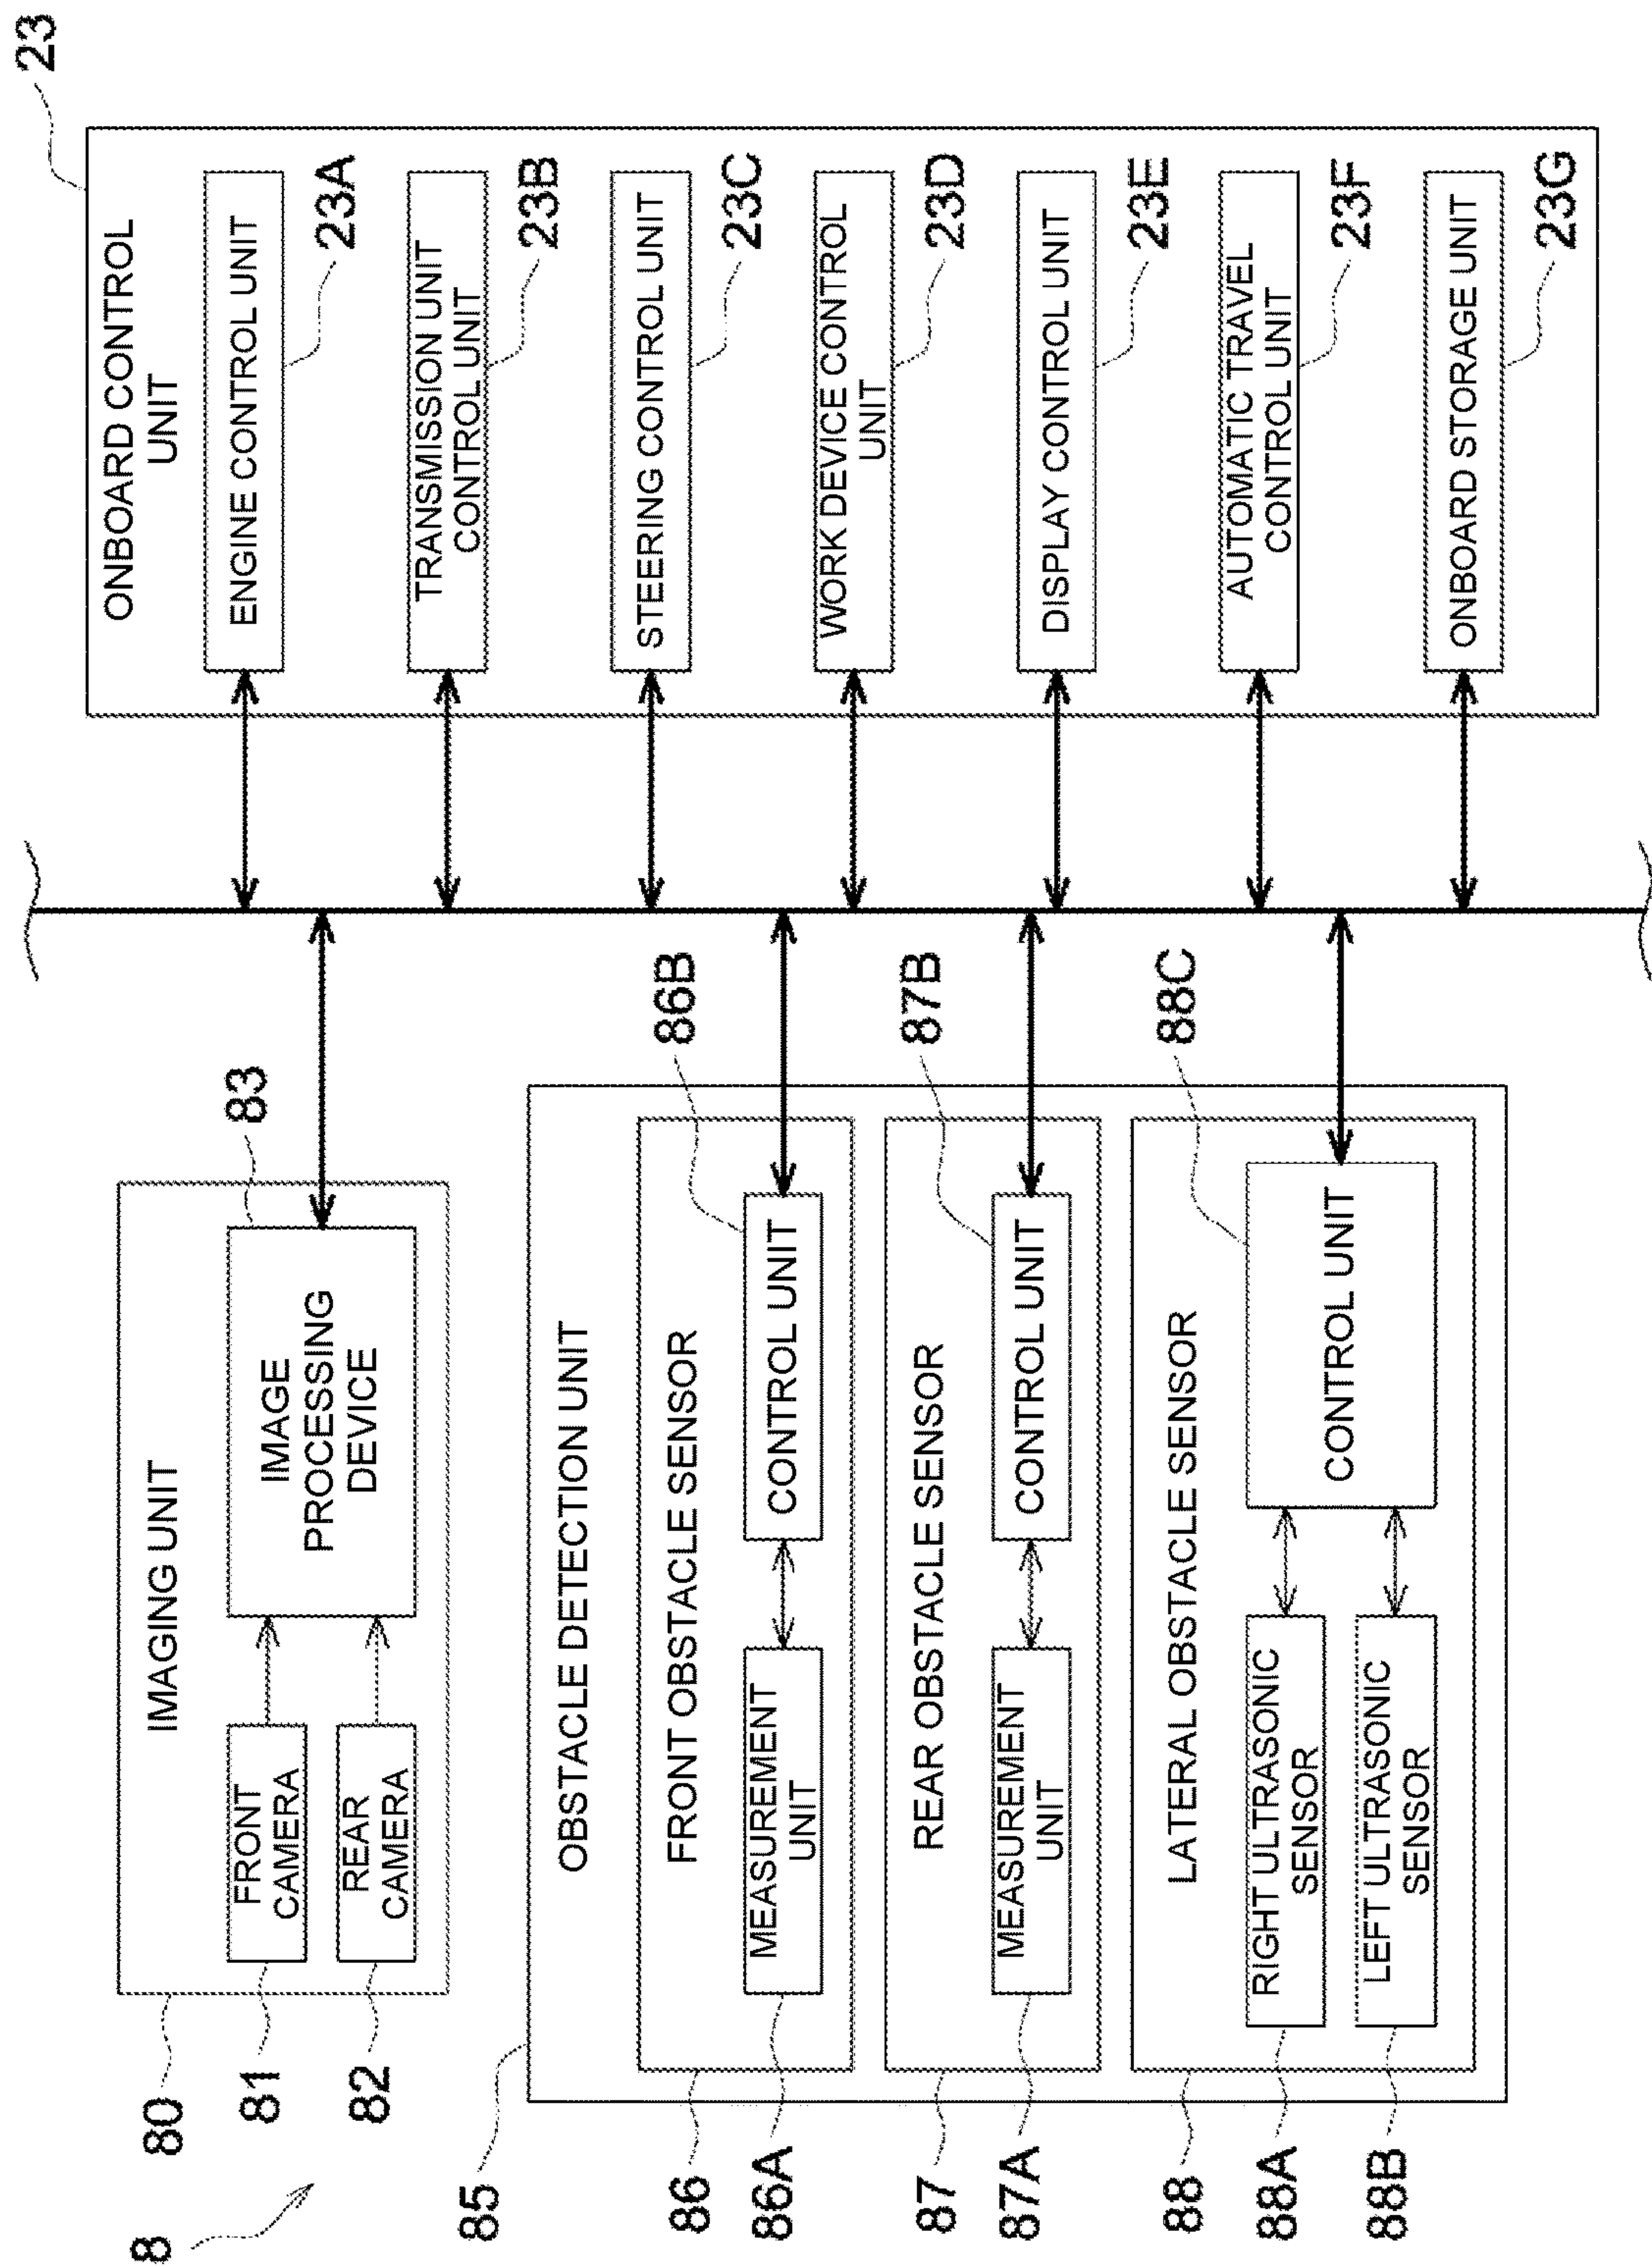 8
80
IMAGING UNIT
81
FRONT
CAMERA
82
REAR
CAMERA
83
IMAGE
PROCESSING
DEVICE
85
OBSTACLE DETECTION UNIT
86
FRONT OBSTACLE SENSOR
86A
MEASUREMENT
UNIT
86B
CONTROL UNIT
87
REAR OBSTACLE SENSOR
87A
MEASUREMENT
UNIT
87B
CONTROL UNIT
88
LATERAL OBSTACLE SENSOR
88A
RIGHT ULTRASONIC
SENSOR
88B
LEFT ULTRASONIC
SENSOR
88C
CONTROL UNIT
23
ONBOARD CONTROL
UNIT
ENGINE CONTROL UNIT
23A
TRANSMISSION UNIT
CONTROL UNIT
23B
STEERING CONTROL UNIT
23C
WORK DEVICE CONTROL
UNIT
23D
DISPLAY CONTROL UNIT
23E
AUTOMATIC TRAVEL
CONTROL UNIT
23F
ONBOARD STORAGE UNIT
23G